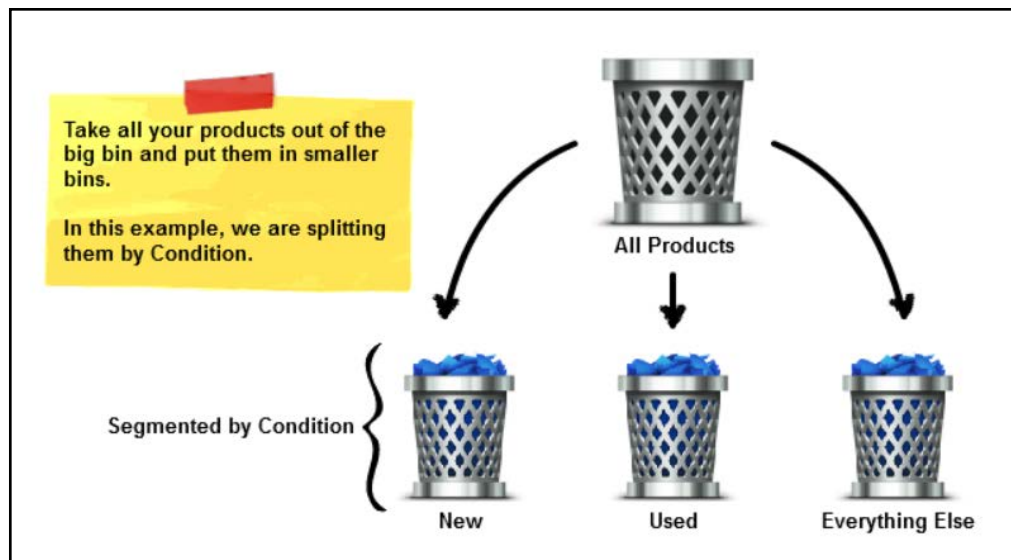 Take all your products out of the
big bin and put them in smaller
bins.
In this example, we are splitting
them by Condition.
All Products
Segmented by Condition
New
Used
Everything Else